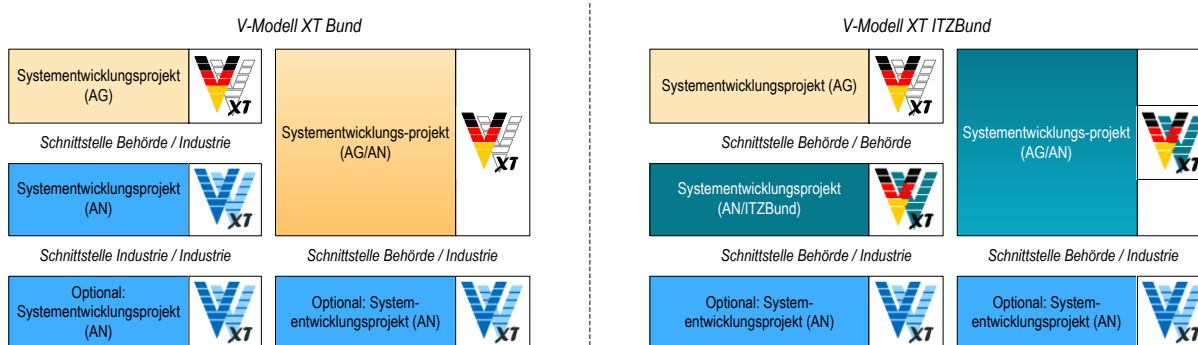 V-Modell XT Bund
Systementwicklungsprojekt
(AG)
XT
Schnittstelle Behörde / Industrie
Systementwicklungsprojekt
(AN)
XT
Schnittstelle Industrie / Industrie
Optional:
Systementwicklungsprojekt
(AN)
XT
Systementwicklungs-projekt
(AG/AN)
XT
Schnittstelle Behörde / Industrie
Optional: System-
entwicklungsprojekt (AN)
XT
V-Modell XT ITZBund
Systementwicklungsprojekt (AG)
XT
Schnittstelle Behörde / Behörde
Systementwicklungsprojekt
(AN/ITZBund)
XT
Schnittstelle Behörde / Industrie
Optional: System-
entwicklungsprojekt (AN)
XT
Systementwicklungs-projekt
(AG/AN)
XT
Schnittstelle Behörde / Industrie
Optional: System-
entwicklungsprojekt (AN)
XT